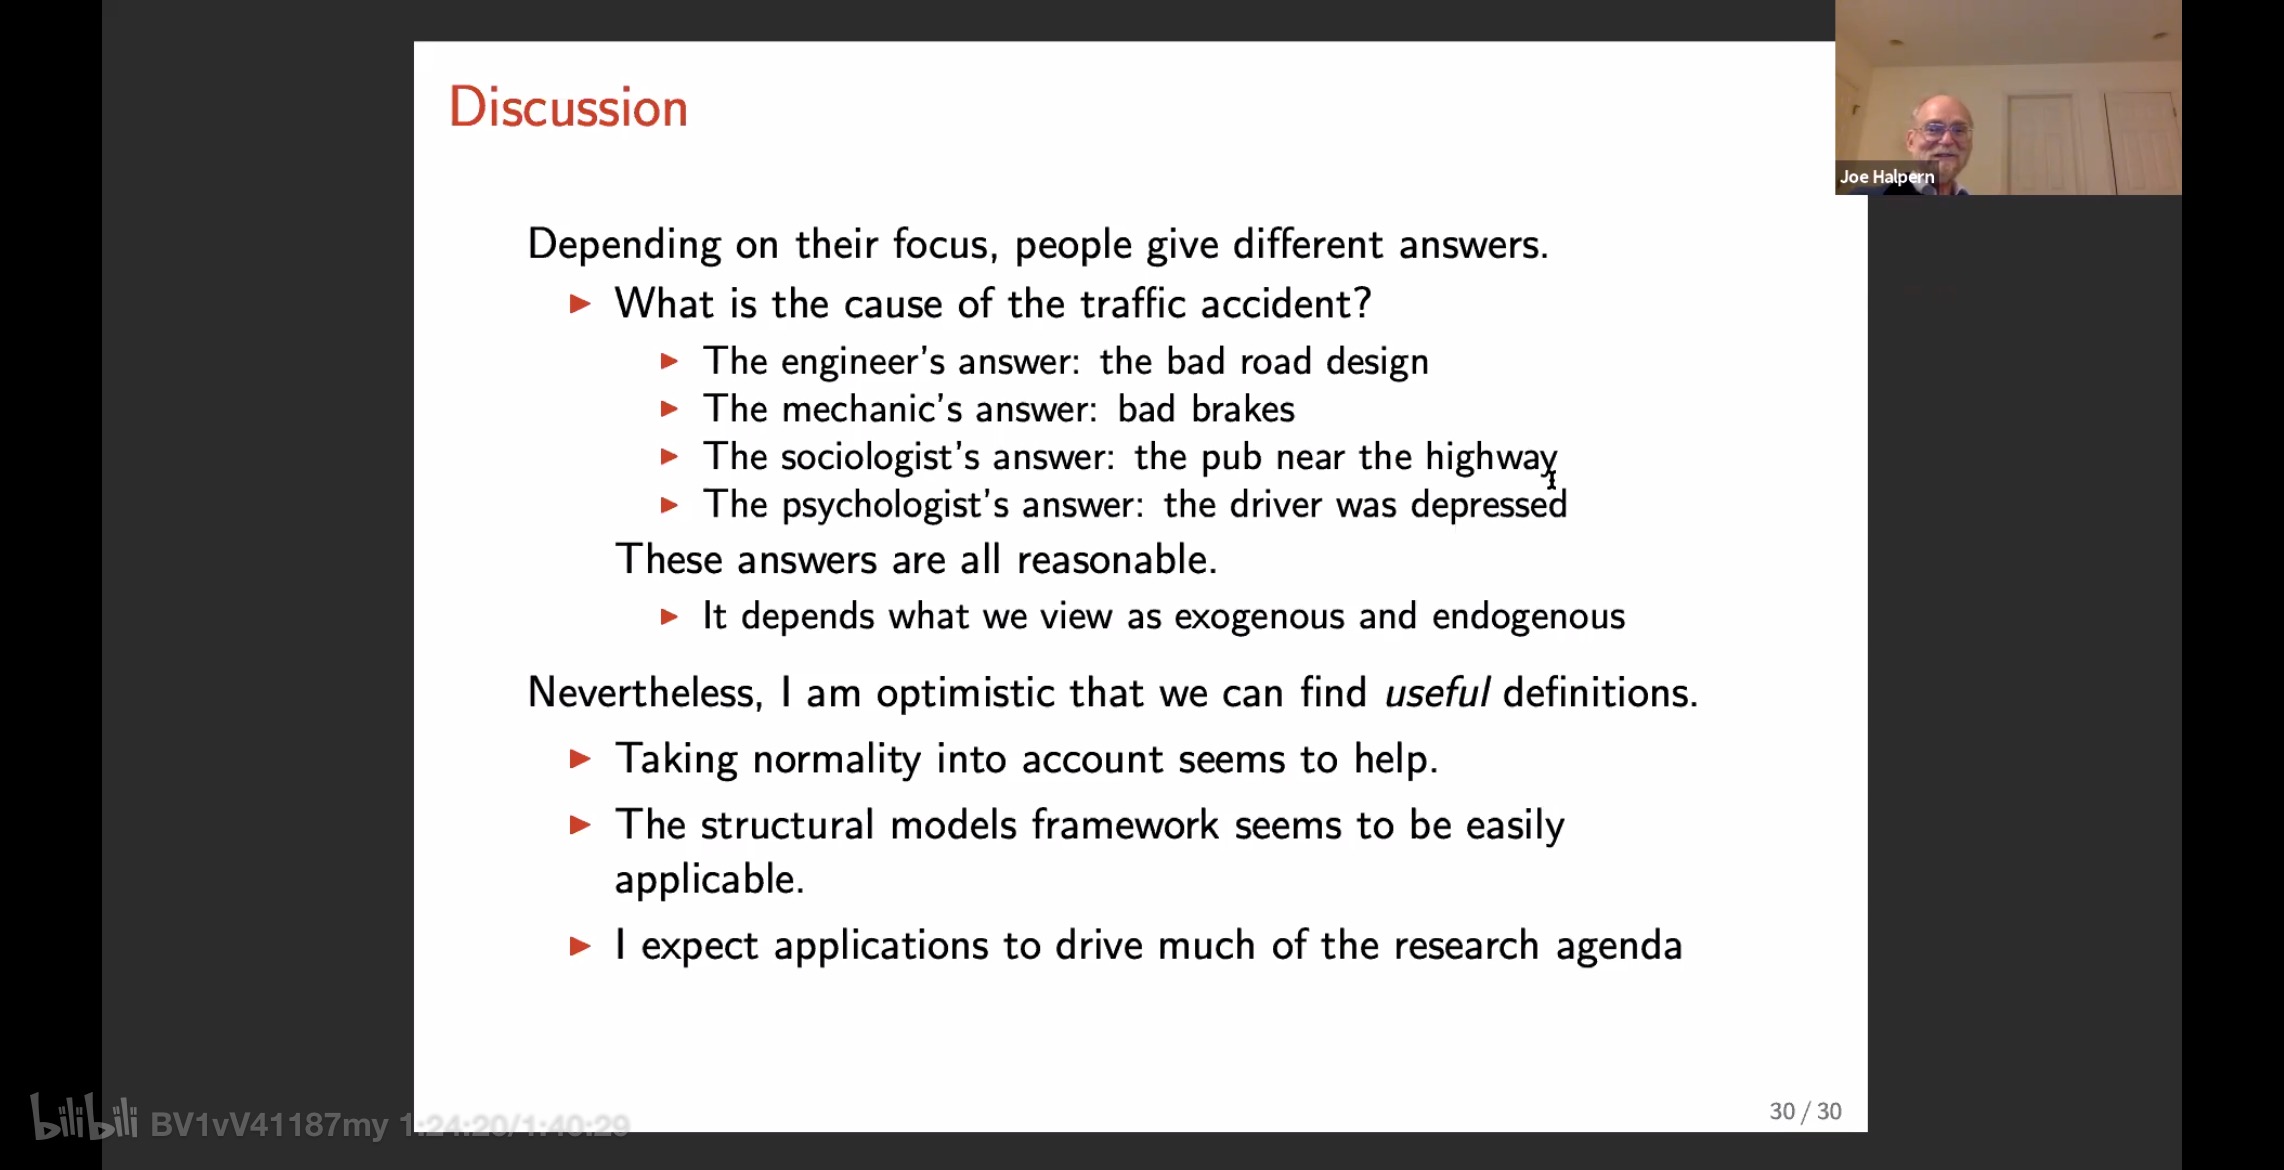 Discussion
Joe Halpern
Depending on their focus, people give different answers.
▶ What is the cause of the traffic accident?
▶ The engineer's answer: the bad road design
▶ The mechanic's answer: bad brakes
▶ The sociologist's answer: the pub near the highway
▶ The psychologist's answer: the driver was depressed
These answers are all reasonable.
▶ It depends what we view as exogenous and endogenous
Nevertheless, I am optimistic that we can find useful definitions.
▶ Taking normality into account seems to help.
▶ The structural models framework seems to be easily
applicable.
▶ I expect applications to drive much of the research agenda
30 / 30
bilibili BV1vV41187my 1:24:20/1:40:29